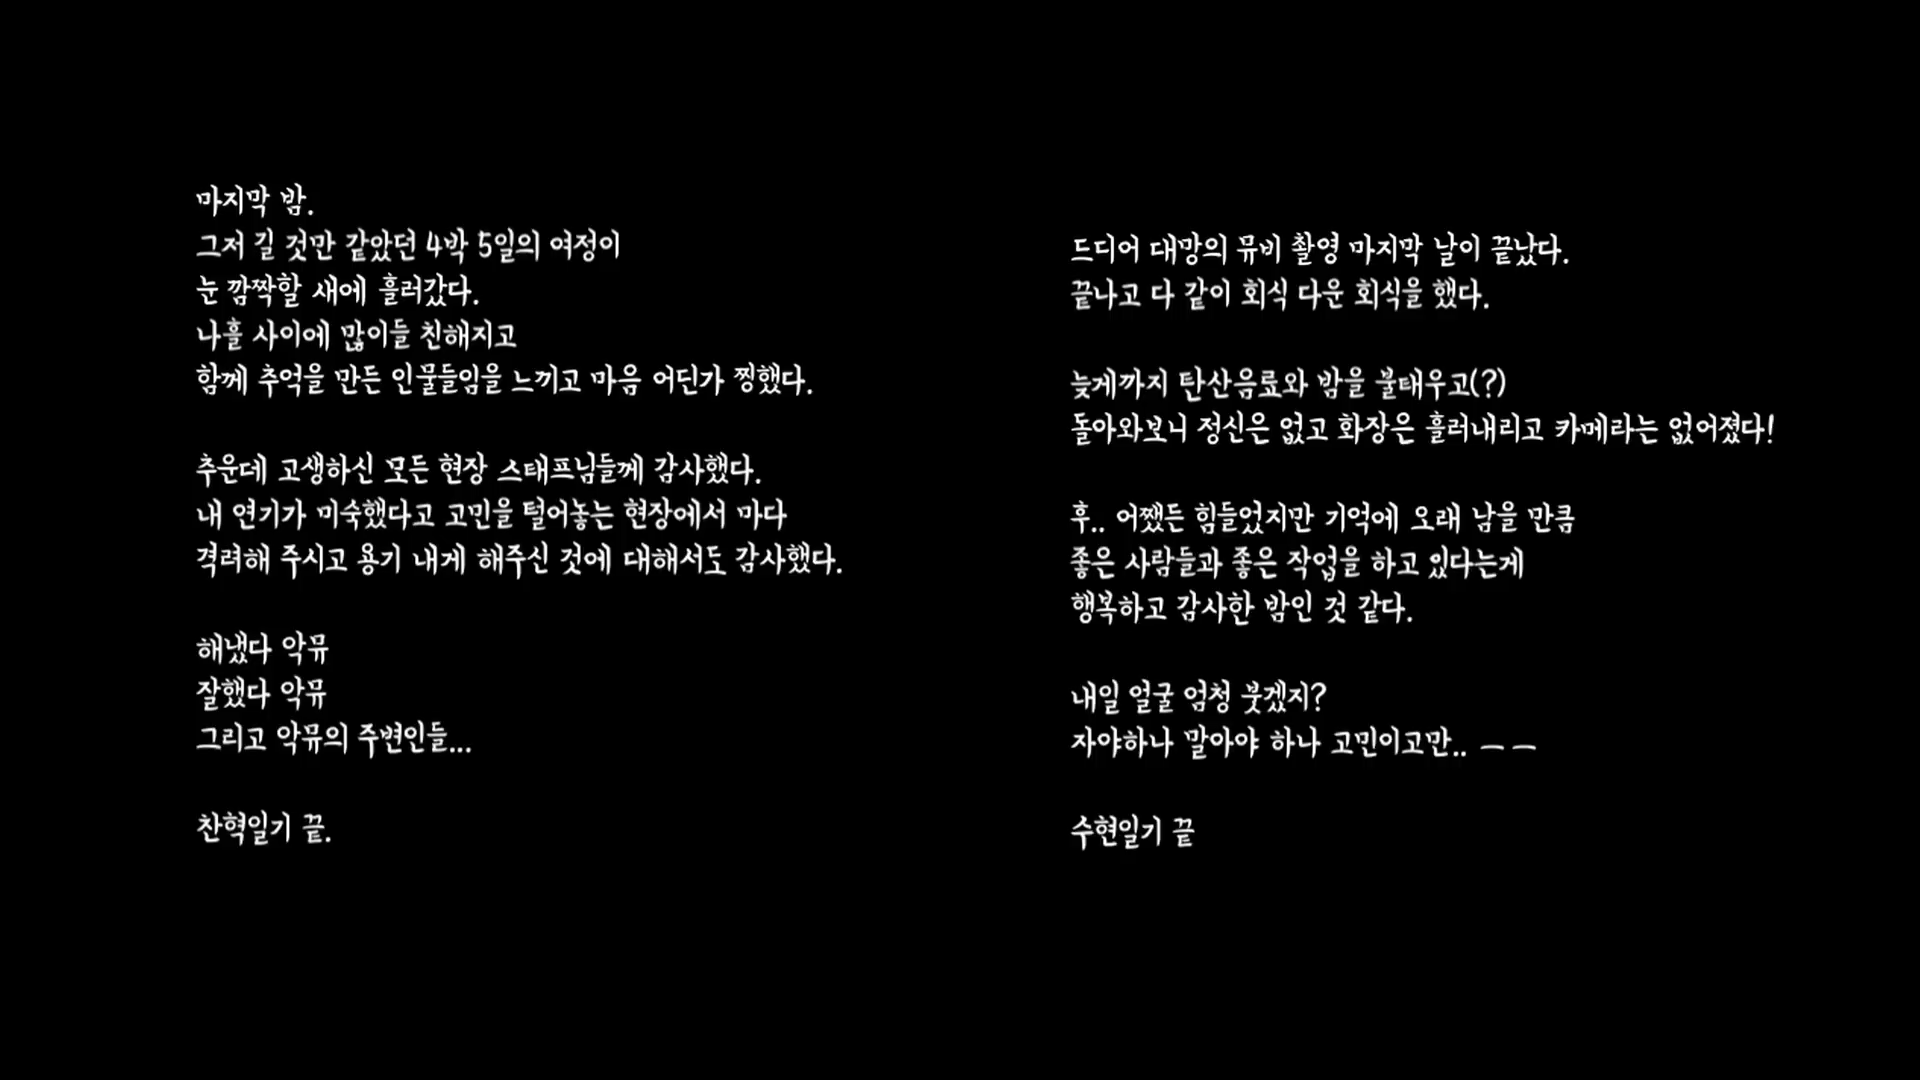 마지막 밤.
그저 길 것만 같았던 4박 5일의 여정이
눈 깜짝할 새에 흘러갔다.
나흘 사이에 많이들 친해지고
함께 추억을 만든 인물들임을 느끼고 마음 어딘가 찡했다.
추운데 고생하신 모든 현장 스태프님들께 감사했다.
내 연기가 미숙했다고 고민을 털어놓는 현장에서 마다
격려해 주시고 용기 내게 해주신 것에 대해서도 감사했다.
해냈다 악뮤
잘했다 악뮤
그리고 악뮤의 주변인들...
찬혁일기 끝.
드디어 대망의 뮤비 촬영 마지막 날이 끝났다.
끝나고 다 같이 회식 다운 회식을 했다.
늦게까지 탄산음료와 밤을 불태우고(?)
돌아와보니 정신은 없고 화장은 흘러내리고 카메라는 없어졌다!
후.. 어쨌든 힘들었지만 기억에 오래 남을 만큼
좋은 사람들과 좋은 작업을 하고 있다는게
행복하고 감사한 밤인 것 같다.
내일 얼굴 엄청 붓겠지?
자야하나 말아야 하나 고민이고만.. ㅡㅡ
수현일기 끝